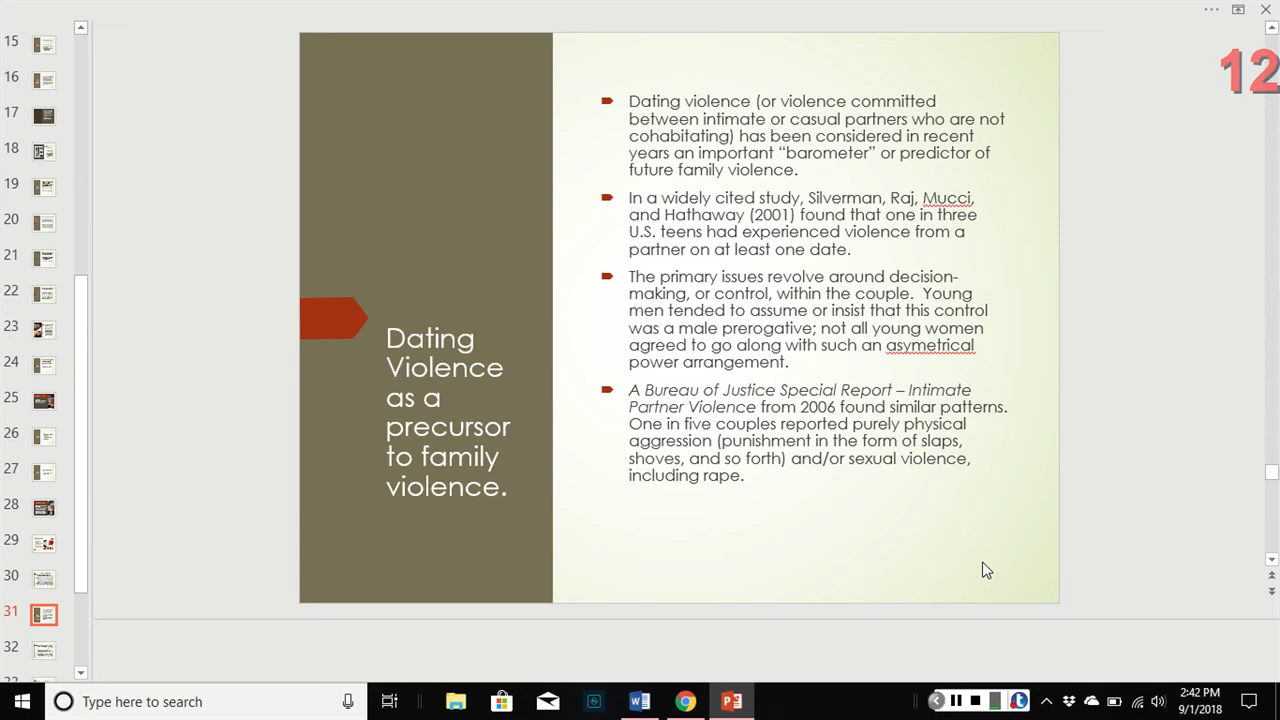 12
15
16
17
18
19
20
21
22
23
24
25
26
27
28
29
30
31
32
Dating
Violence
as a
precursor
to family
violence.
Dating violence (or violence committed
between intimate or casual partners who are not
cohabitating) has been considered in recent
years an important “barometer” or predictor of
future family violence.
In a widely cited study, Silverman, Raj, Mucci,
and Hathaway (2001) found that one in three
U.S. teens had experienced violence from a
partner on at least one date.
The primary issues revolve around decision-
making, or control, within the couple.  Young
men tended to assume or insist that this control
was a male prerogative; not all young women
agreed to go along with such an asymetrical
power arrangement.
A Bureau of Justice Special Report – Intimate
Partner Violence from 2006 found similar patterns.
One in five couples reported purely physical
aggression (punishment in the form of slaps,
shoves, and so forth) and/or sexual violence,
including rape.
Type here to search
2:42 PM
9/1/2018